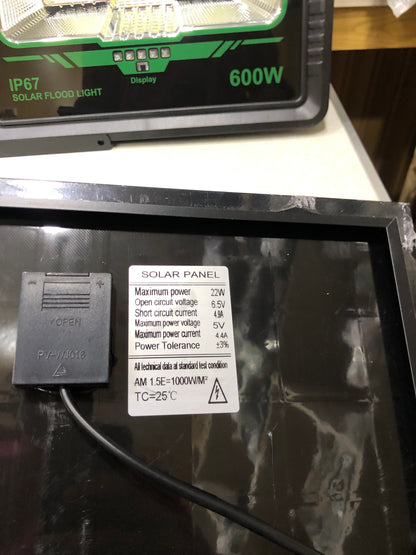 IP67
SOLAR FLOOD LIGHT
Display
600W
SOLAR PANEL
Maximum power 22W
Open circuit voltage 6.5V
Short circuit current 4.9A
Maximum power voltage 5V
Maximum power current 4.4A
Power Tolerance ±3%
All technical data at standard test condition
AM 1.5E=1000W/M²
TC=25℃
OPEN
PV-WJ018